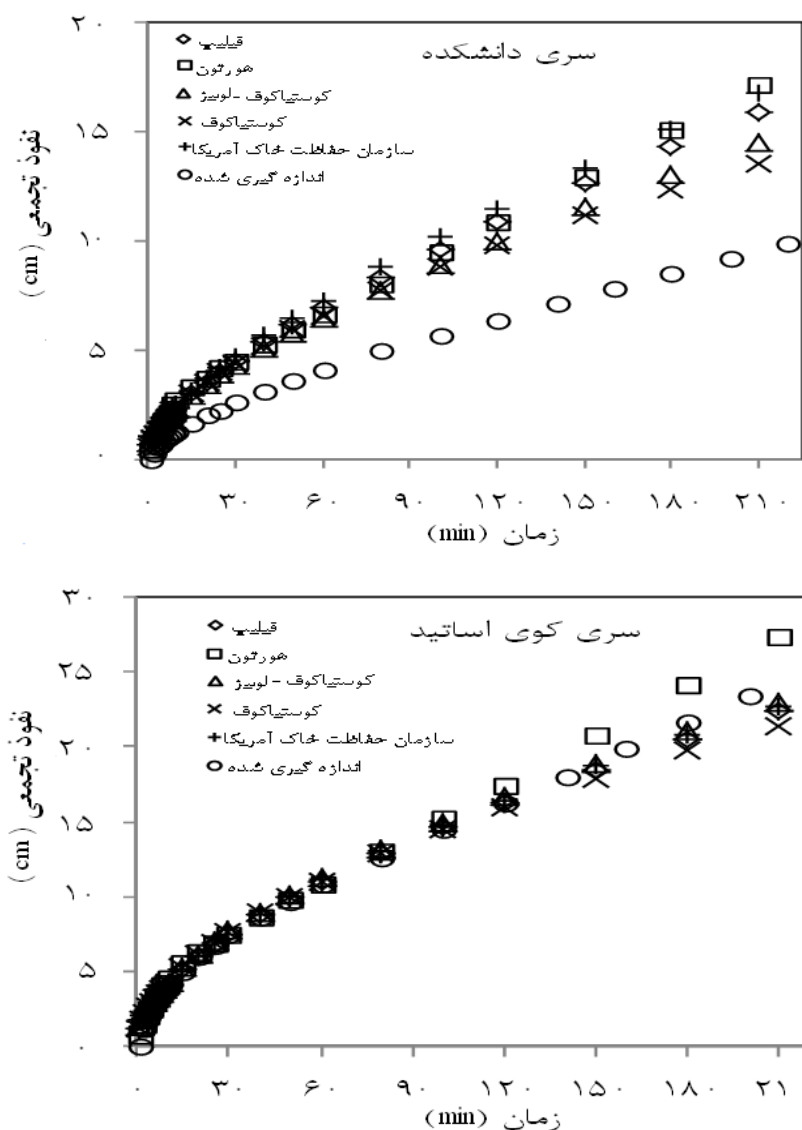 ۲۰
۱۵
۱۰
۵
۰
نفوذ تجمعی (cm)
سری دانشکده
فیلیپ
هورتون
کوستیاکوف-لوییز
کوستیاکوف
سازمان حفاظت خاک آمریکا
اندازه گیری شده
۰ ۳۰ ۶۰ ۹۰ ۱۲۰ ۱۵۰ ۱۸۰ ۲۱۰
زمان (min)
۳۰
۲۵
۲۰
۱۵
۱۰
۵
۰
نفوذ تجمعی (cm)
سری کوی اساتید
فیلیپ
هورتون
کوستیاکوف-لوییز
کوستیاکوف
سازمان حفاظت خاک آمریکا
اندازه گیری شده
۰ ۳۰ ۶۰ ۹۰ ۱۲۰ ۱۵۰ ۱۸۰ ۲۱
زمان (min)